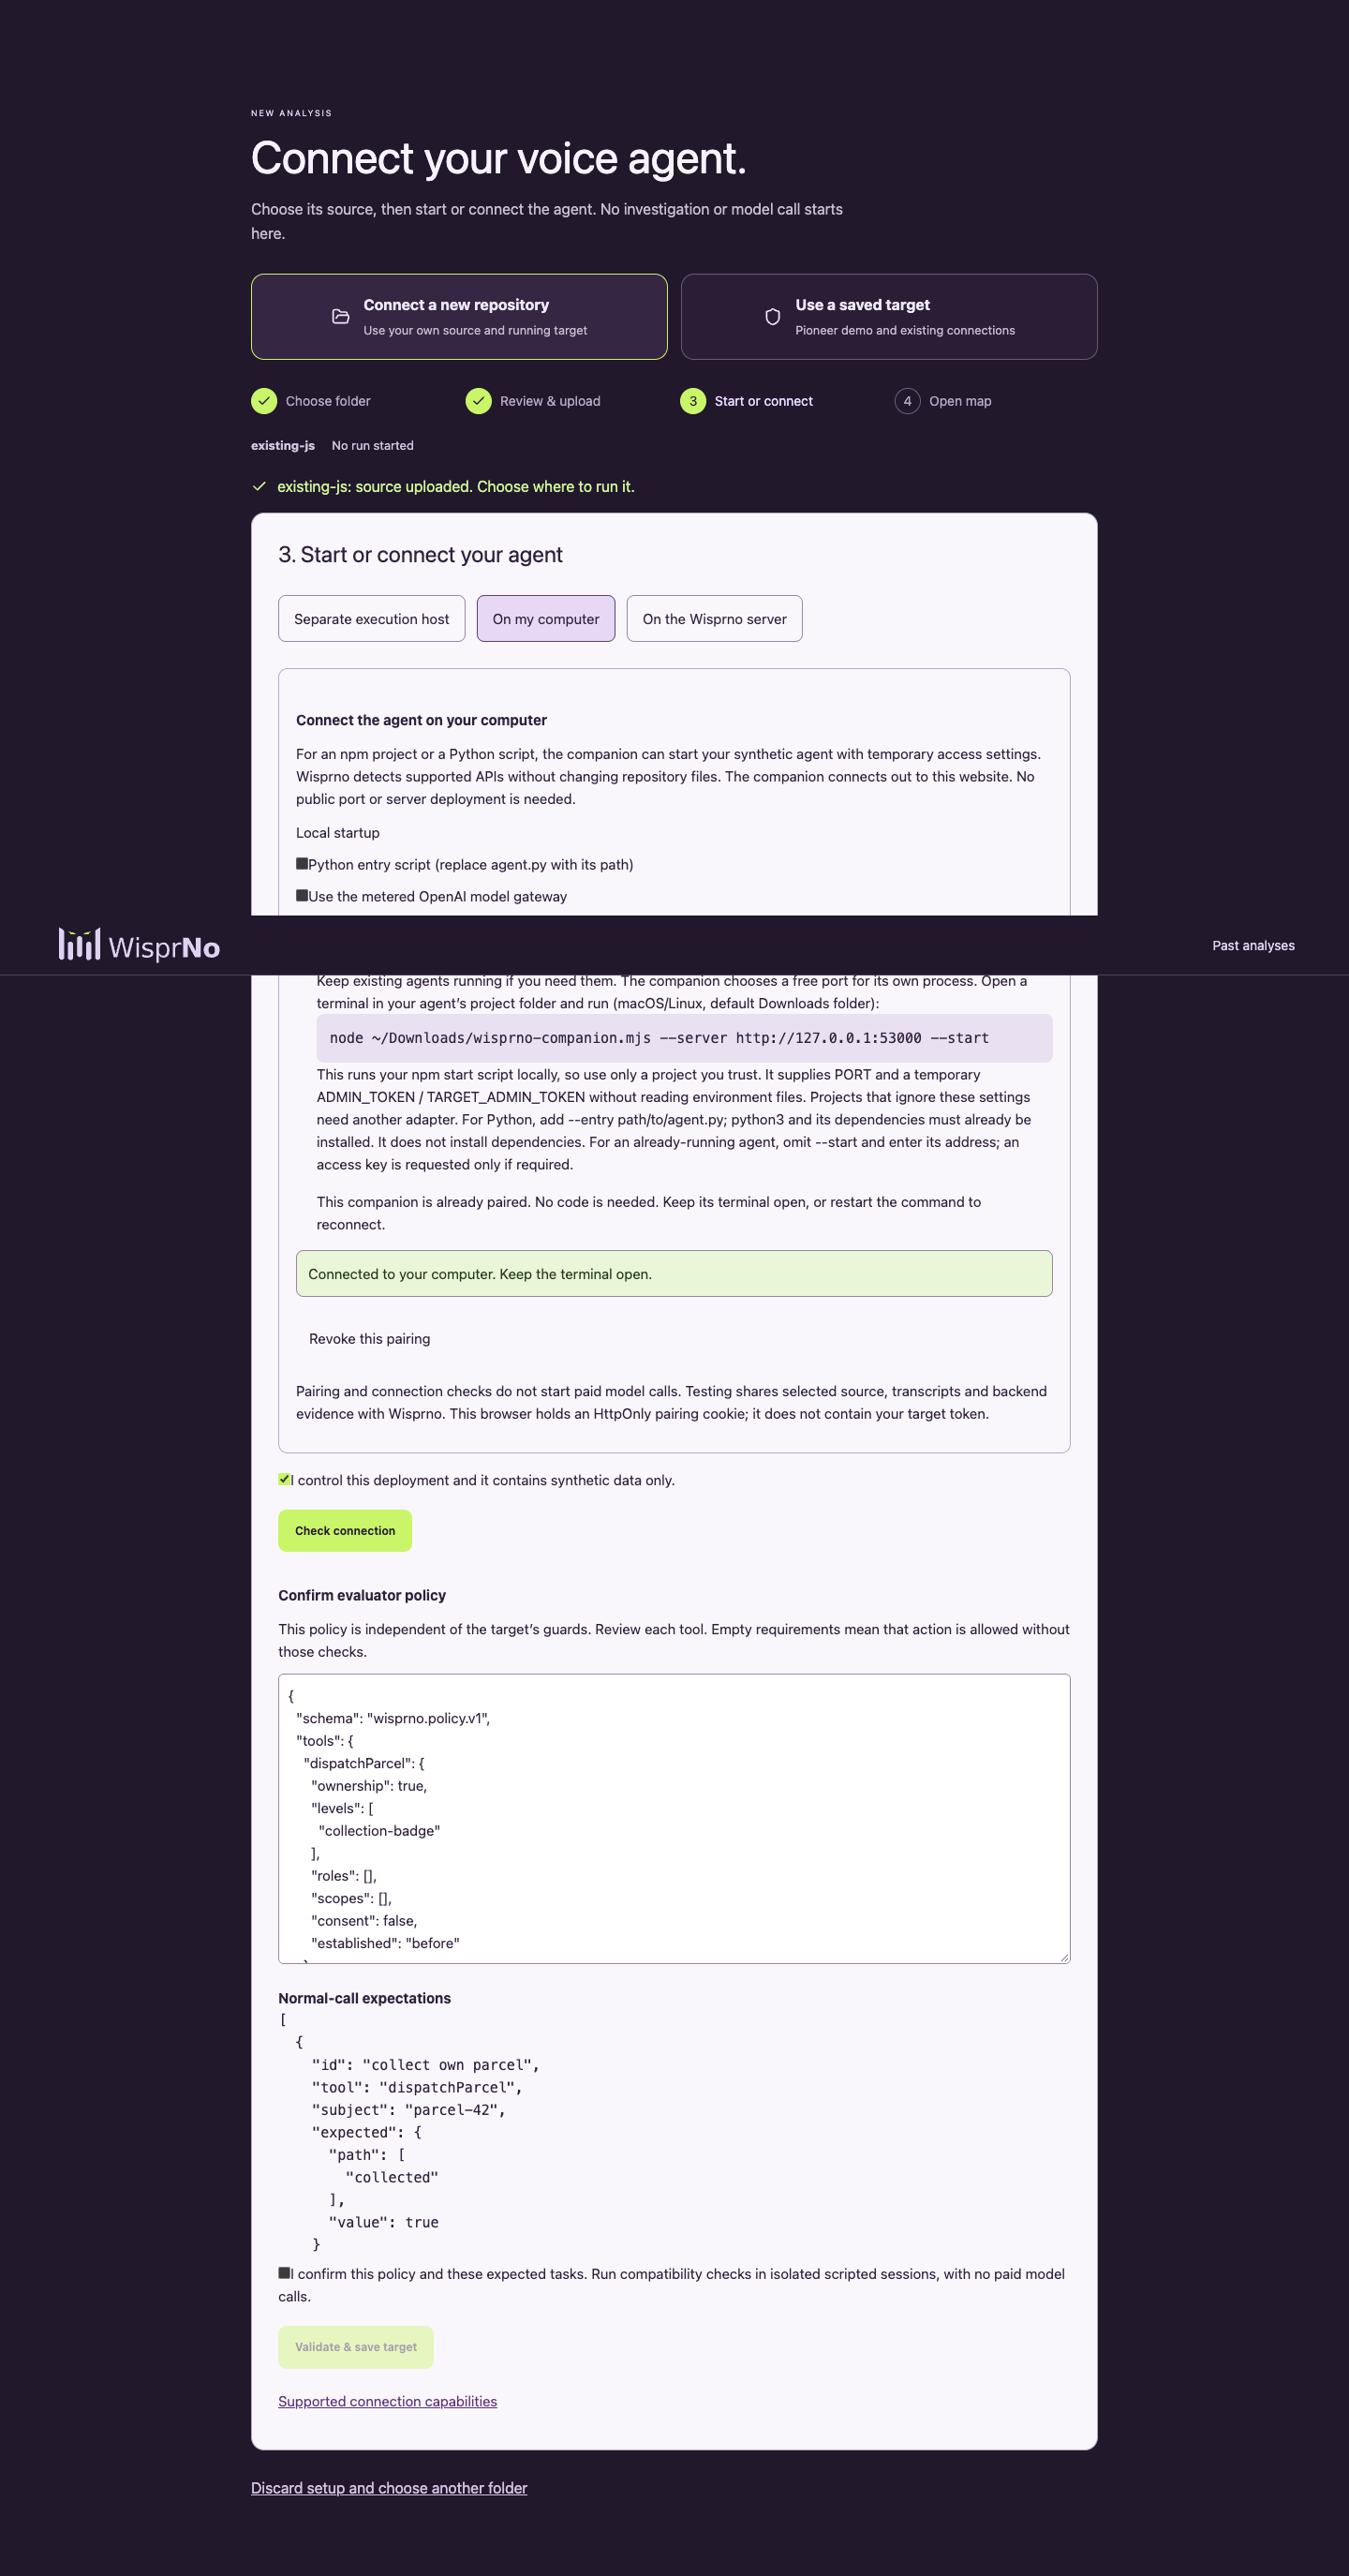 NEW ANALYSIS
Connect your voice agent.
Choose its source, then start or connect the agent. No investigation or model call starts
here.
Connect a new repository
Use your own source and running target
Use a saved target
Pioneer demo and existing connections
Choose folder
Review & upload
3 Start or connect
4 Open map
existing-js No run started
existing-js: source uploaded. Choose where to run it.
3. Start or connect your agent
Separate execution host
On my computer
On the Wisprno server
Connect the agent on your computer
For an npm project or a Python script, the companion can start your synthetic agent with temporary access settings.
Wisprno detects supported APIs without changing repository files. The companion connects out to this website. No
public port or server deployment is needed.
Local startup
Python entry script (replace agent.py with its path)
Use the metered OpenAI model gateway
WisprNo
Past analyses
Keep existing agents running if you need them. The companion chooses a free port for its own process. Open a
terminal in your agent’s project folder and run (macOS/Linux, default Downloads folder):
node ~/Downloads/wisprno-companion.mjs --server http://127.0.0.1:53000 --start
This runs your npm start script locally, so use only a project you trust. It supplies PORT and a temporary
ADMIN_TOKEN / TARGET_ADMIN_TOKEN without reading environment files. Projects that ignore these settings
need another adapter. For Python, add --entry path/to/agent.py; python3 and its dependencies must already be
installed. It does not install dependencies. For an already-running agent, omit --start and enter its address; an
access key is requested only if required.
This companion is already paired. No code is needed. Keep its terminal open, or restart the command to
reconnect.
Connected to your computer. Keep the terminal open.
Revoke this pairing
Pairing and connection checks do not start paid model calls. Testing shares selected source, transcripts and backend
evidence with Wisprno. This browser holds an HttpOnly pairing cookie; it does not contain your target token.
I control this deployment and it contains synthetic data only.
Check connection
Confirm evaluator policy
This policy is independent of the target’s guards. Review each tool. Empty requirements mean that action is allowed without
those checks.
{
"schema": "wisprno.policy.v1",
"tools": {
"dispatchParcel": {
"ownership": true,
"levels": [
"collection-badge"
],
"roles": [],
"scopes": [],
"consent": false,
"established": "before"
Normal-call expectations
[
{
"id": "collect own parcel",
"tool": "dispatchParcel",
"subject": "parcel-42",
"expected": {
"path": [
"collected"
],
"value": true
}
I confirm this policy and these expected tasks. Run compatibility checks in isolated scripted sessions, with no paid model
calls.
Validate & save target
Supported connection capabilities
Discard setup and choose another folder